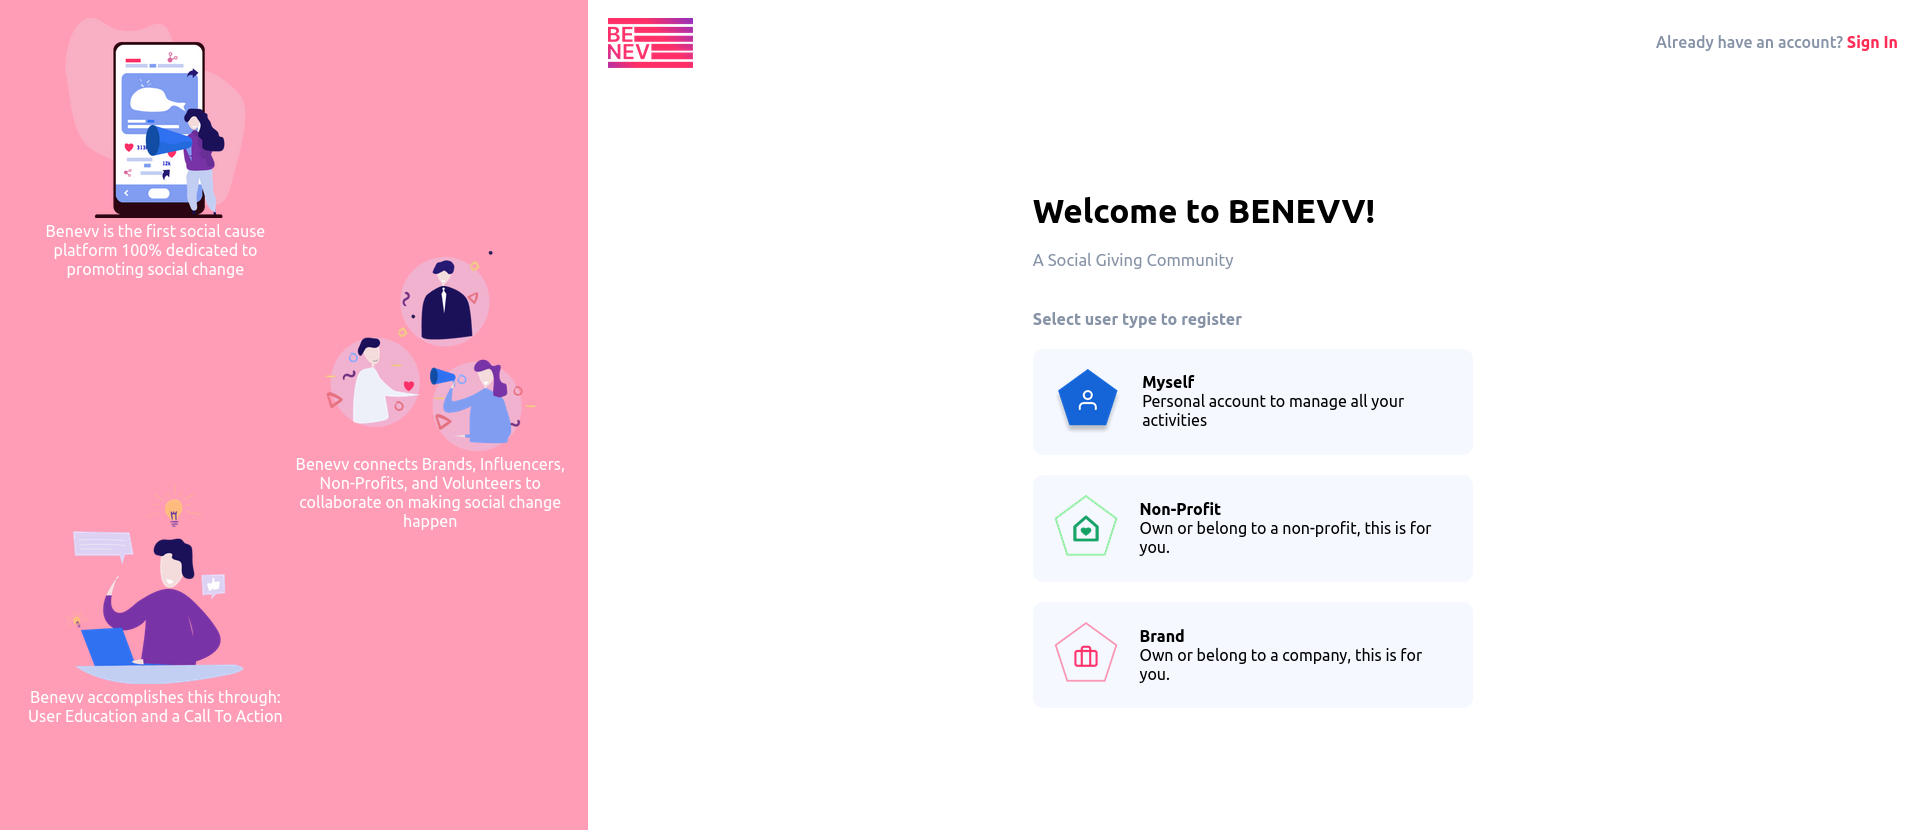 Benevv is the first social cause
platform 100% dedicated to
promoting social change
Benevv connects Brands, Influencers,
Non-Profits, and Volunteers to
collaborate on making social change
happen
Benevv accomplishes this through:
User Education and a Call To Action
BE
NEV
Already have an account? Sign In
Welcome to BENEVV!
A Social Giving Community
Select user type to register
Myself
Personal account to manage all your
activities
Non-Profit
Own or belong to a non-profit, this is for
you.
Brand
Own or belong to a company, this is for
you.